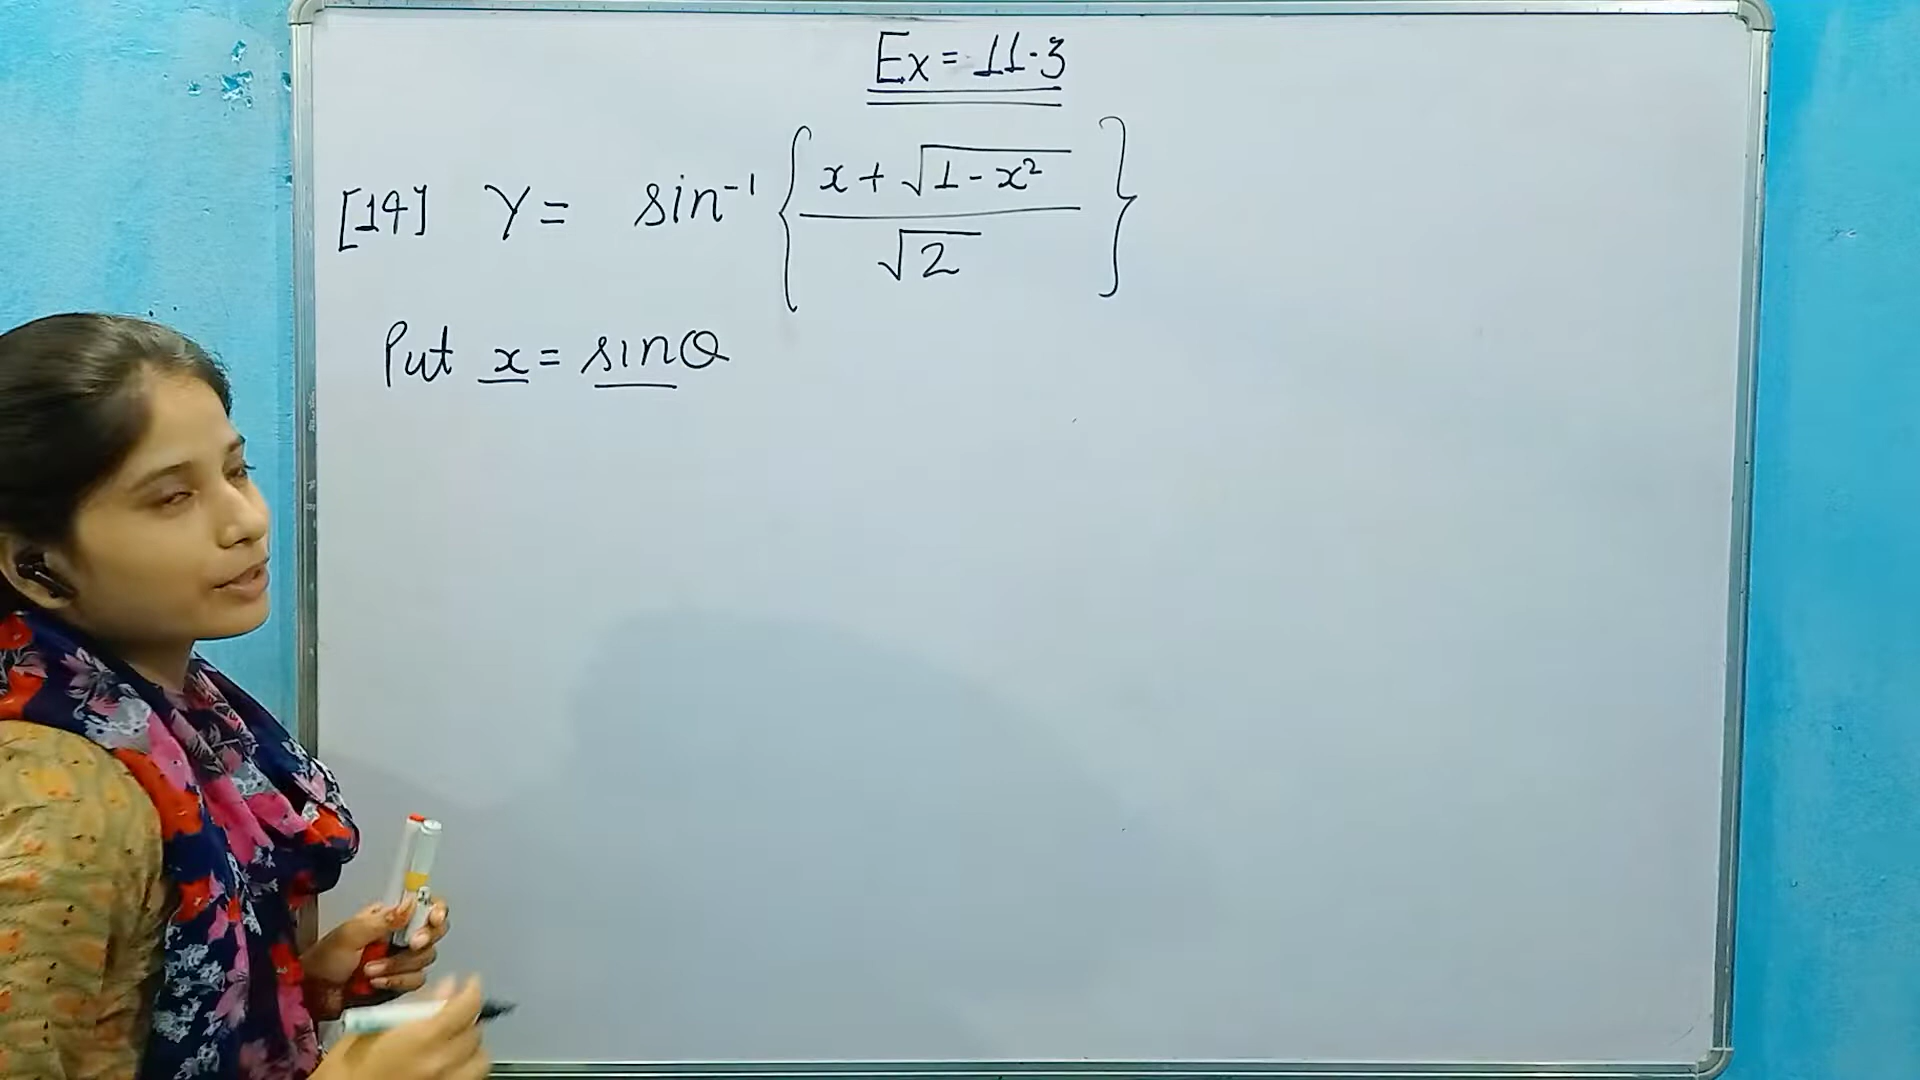 Ex = 11.3
[14] Y = sin⁻¹ { x + √1 - x² / √2 }
Put x = sinθ